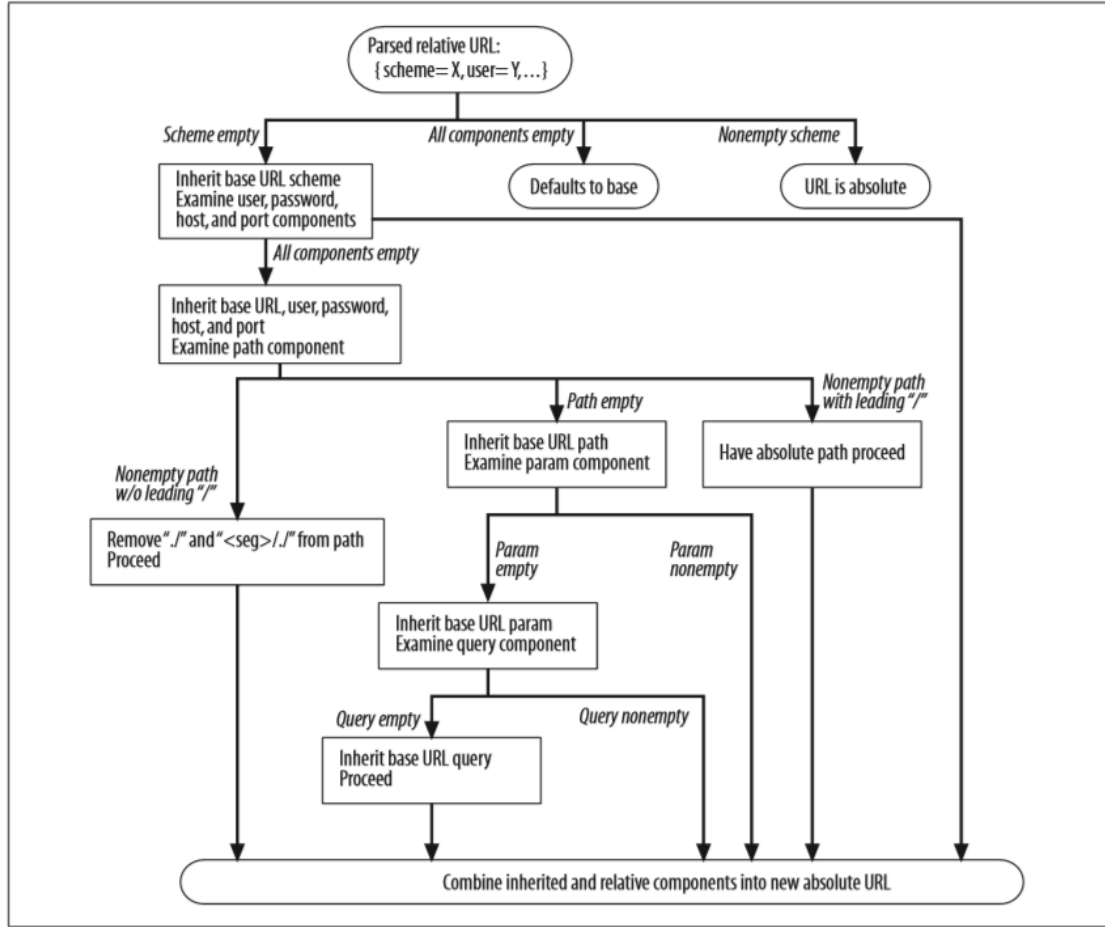 Parsed relative URL:
{ scheme= X, user= Y, . . . }
Scheme empty
All components empty
Nonempty scheme
Inherit base URL scheme
Examine user, password,
host, and port components
Defaults to base
URL is absolute
All components empty
Inherit base URL, user, password,
host, and port
Examine path component
Nonempty path
w/o leading “/”
Path empty
Nonempty path
with leading “/”
Inherit base URL path
Examine param component
Have absolute path proceed
Remove “./” and “<seg>/./” from path
Proceed
Param
empty
Param
nonempty
Inherit base URL param
Examine query component
Query empty
Query nonempty
Inherit base URL query
Proceed
Combine inherited and relative components into new absolute URL